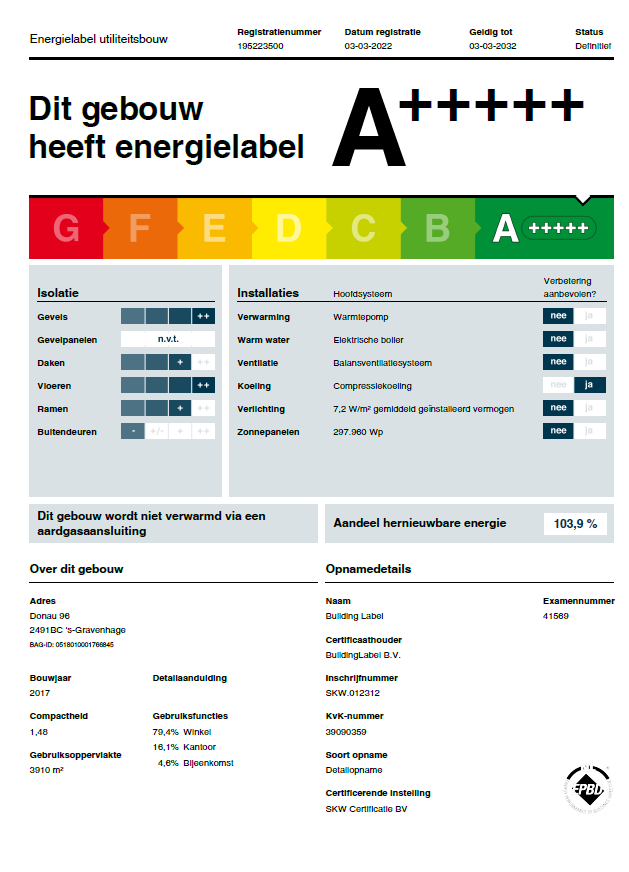 Energielabel utiliteitsbouw
Registratienummer Datum registratie Geldig tot Status
195223500 03-03-2022 03-03-2032 Definitief
Dit gebouw
heeft energielabel
A+++++
G F E D C B A +++++
Isolatie
Gevels ++
Gevelpanelen n.v.t.
Daken + ++
Vloeren ++
Ramen + ++
Buitendeuren - +/- + ++
Installaties Hoofdsysteem Verbetering
aanbevolen?
Verwarming Warmtepomp nee ja
Warm water Elektrische boiler nee ja
Ventilatie Balansventilatiesysteem nee ja
Koeling Compressiekoeling nee ja
Verlichting 7,2 W/m² gemiddeld geïnstalleerd vermogen nee ja
Zonnepanelen 297.960 Wp nee ja
Dit gebouw wordt niet verwarmd via een
aardgasaansluiting
Aandeel hernieuwbare energie 103,9 %
Over dit gebouw
Adres
Donau 96
2491BC 's-Gravenhage
BAG-ID: 0518010001766845
Bouwjaar Detailaanduiding
2017
Compactheid Gebruiksfuncties
1,48 79,4% Winkel
16,1% Kantoor
Gebruiksoppervlakte 4,6% Bijeenkomst
3910 m²
Opnamedetails
Naam Examennummer
Building Label 41569
Certificaathouder
BuildingLabel B.V.
Inschrijfnummer
SKW.012312
KvK-nummer
39090359
Soort opname
Detailopname
Certificerende instelling
SKW Certificatie BV
EPBD